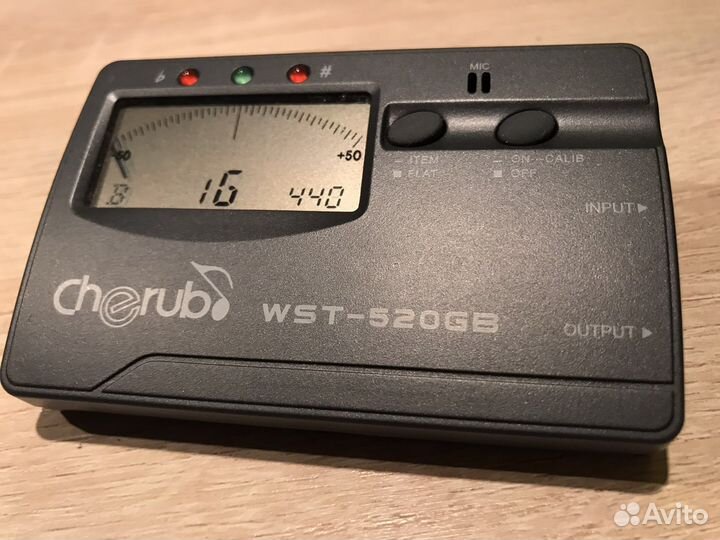 ♭ #
MIC
-50 +50
16 440
ITEM ON CALIB
FLAT OFF
INPUT ▶
Cherub WST-520GB
OUTPUT ▶
Avito